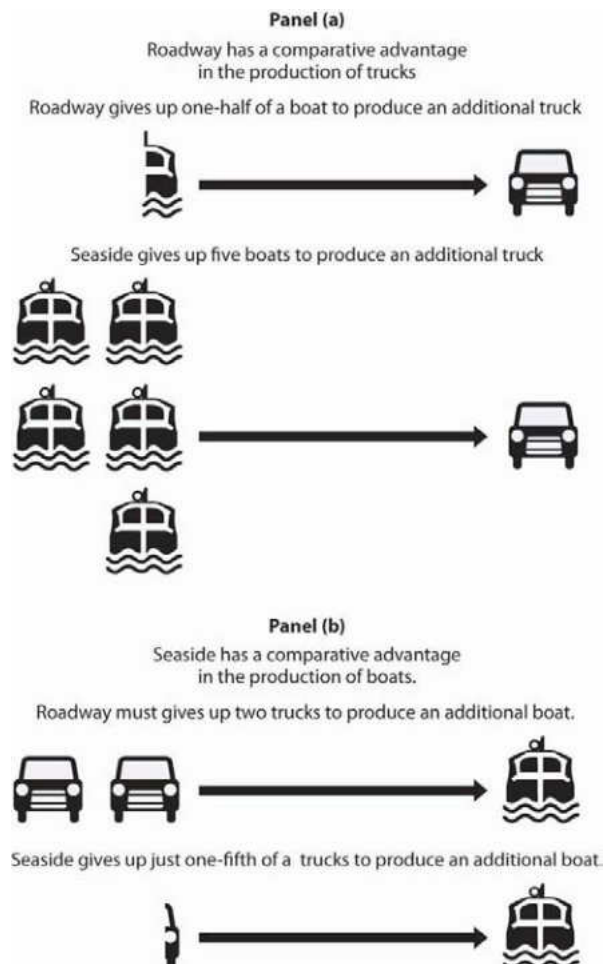 Panel (a)
Roadway has a comparative advantage
in the production of trucks
Roadway gives up one-half of a boat to produce an additional truck
Seaside gives up five boats to produce an additional truck
Panel (b)
Seaside has a comparative advantage
in the production of boats.
Roadway must gives up two trucks to produce an additional boat.
Seaside gives up just one-fifth of a trucks to produce an additional boat.